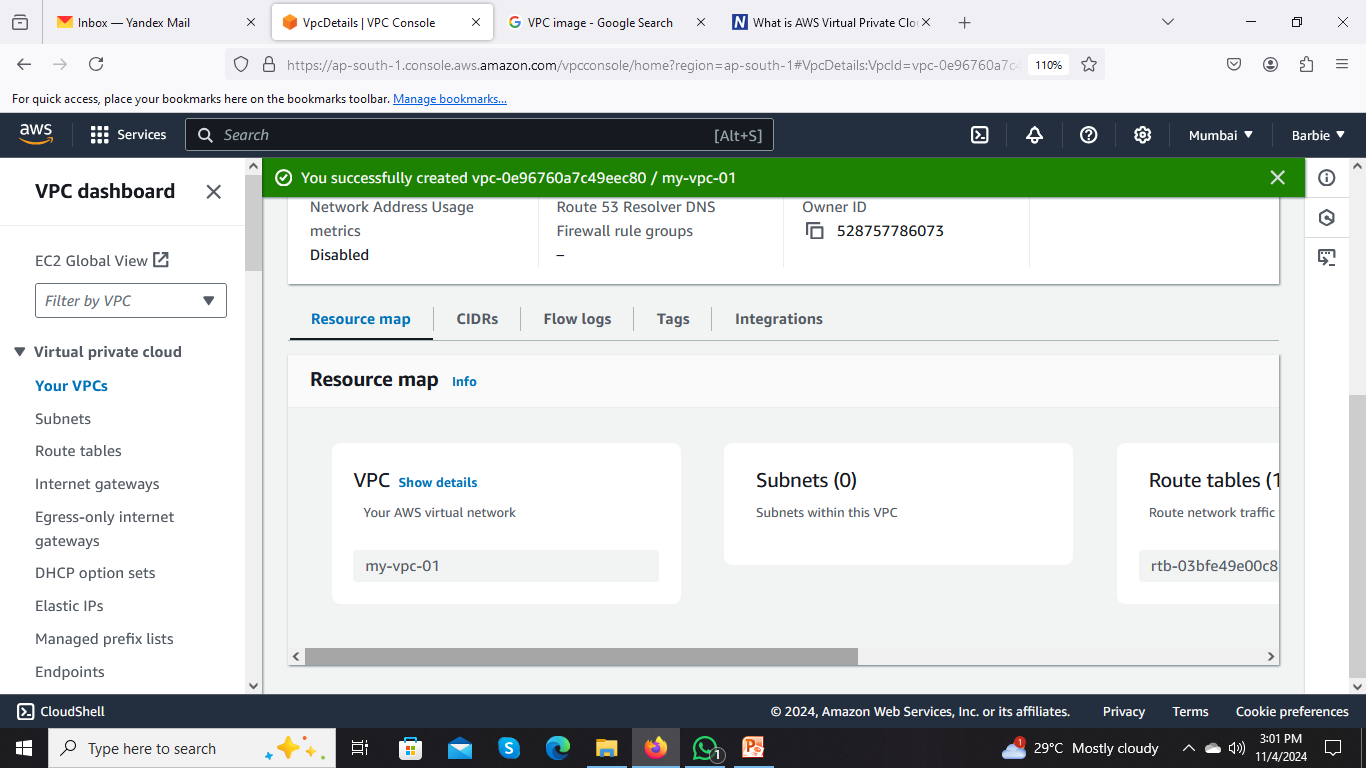 Inbox — Yandex Mail
VpcDetails | VPC Console
VPC image - Google Search
What is AWS Virtual Private Clo
https://ap-south-1.console.aws.amazon.com/vpcconsole/home?region=ap-south-1#VpcDetails:VpcId=vpc-0e96760a7c4
110%
For quick access, place your bookmarks here on the bookmarks toolbar. Manage bookmarks...
aws
Services
Search
[Alt+S]
Mumbai
Barbie
VPC dashboard
EC2 Global View
Filter by VPC
Virtual private cloud
Your VPCs
Subnets
Route tables
Internet gateways
Egress-only internet
gateways
DHCP option sets
Elastic IPs
Managed prefix lists
Endpoints
You successfully created vpc-0e96760a7c49eec80 / my-vpc-01
Network Address Usage
metrics
Disabled
Route 53 Resolver DNS
Firewall rule groups
–
Owner ID
528757786073
Resource map
CIDRs
Flow logs
Tags
Integrations
Resource map Info
VPC Show details
Your AWS virtual network
my-vpc-01
Subnets (0)
Subnets within this VPC
Route tables (1
Route network traffic
rtb-03bfe49e00c8
CloudShell
© 2024, Amazon Web Services, Inc. or its affiliates.
Privacy
Terms
Cookie preferences
Type here to search
1
1
29°C Mostly cloudy
3:01 PM
11/4/2024